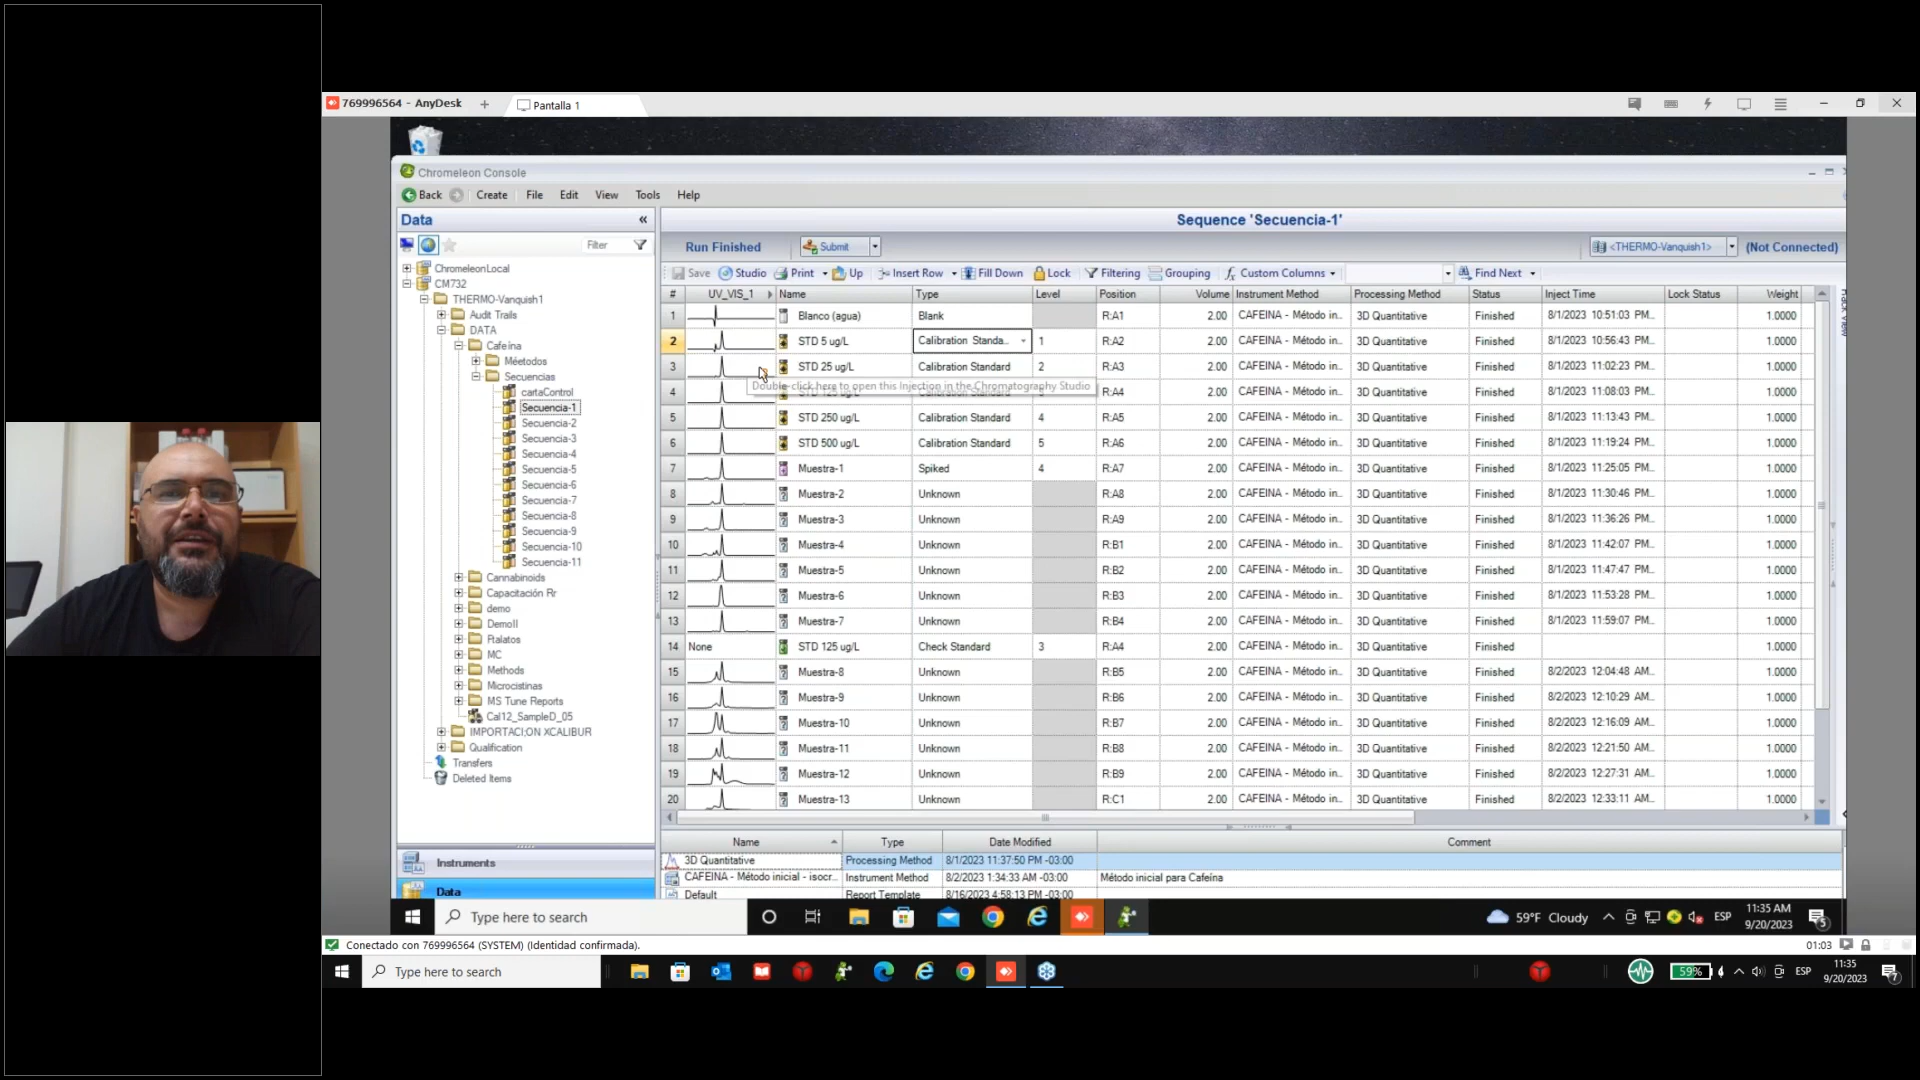 769996564 - AnyDesk
Pantalla 1
Chromeleon Console
Back Create File Edit View Tools Help
Data
Sequence 'Secuencia-1'
Filter
Run Finished Submit <THERMO-Vanquish1> (Not Connected)
Save Studio Print Up Insert Row Fill Down Lock Filtering Grouping Custom Columns Find Next
ChromeleonLocal
CM732
THERMO-Vanquish1
Audit Trails
DATA
Cafeína
Méetodos
Secuencias
cartaControl
Secuencia-1
Secuencia-2
Secuencia-3
Secuencia-4
Secuencia-5
Secuencia-6
Secuencia-7
Secuencia-8
Secuencia-9
Secuencia-10
Secuencia-11
Cannabinoids
Capacitación Rr
demo
DemoII
Ftalatos
MC
Methods
Microcistinas
MS Tune Reports
Cal12_SampleD_05
IMPORTACI;ON XCALIBUR
Qualification
Transfers
Deleted Items
Instruments
Data
# UV_VIS_1 Name Type Level Position Volume Instrument Method Processing Method Status Inject Time Lock Status Weight
1 Blanco (agua) Blank R:A1 2.00 CAFEINA - Método in... 3D Quantitative Finished 8/1/2023 10:51:03 PM... 1.0000
2 STD 5 ug/L Calibration Standa... 1 R:A2 2.00 CAFEINA - Método in... 3D Quantitative Finished 8/1/2023 10:56:43 PM... 1.0000
3 STD 25 ug/L Calibration Standard 2 R:A3 2.00 CAFEINA - Método in... 3D Quantitative Finished 8/1/2023 11:02:23 PM... 1.0000
Double-click here to open this Injection in the Chromatography Studio
4 STD 125 ug/L Calibration Standard 3 R:A4 2.00 CAFEINA - Método in... 3D Quantitative Finished 8/1/2023 11:08:03 PM... 1.0000
5 STD 250 ug/L Calibration Standard 4 R:A5 2.00 CAFEINA - Método in... 3D Quantitative Finished 8/1/2023 11:13:43 PM... 1.0000
6 STD 500 ug/L Calibration Standard 5 R:A6 2.00 CAFEINA - Método in... 3D Quantitative Finished 8/1/2023 11:19:24 PM... 1.0000
7 Muestra-1 Spiked 4 R:A7 2.00 CAFEINA - Método in... 3D Quantitative Finished 8/1/2023 11:25:05 PM... 1.0000
8 Muestra-2 Unknown R:A8 2.00 CAFEINA - Método in... 3D Quantitative Finished 8/1/2023 11:30:46 PM... 1.0000
9 Muestra-3 Unknown R:A9 2.00 CAFEINA - Método in... 3D Quantitative Finished 8/1/2023 11:36:26 PM... 1.0000
10 Muestra-4 Unknown R:B1 2.00 CAFEINA - Método in... 3D Quantitative Finished 8/1/2023 11:42:07 PM... 1.0000
11 Muestra-5 Unknown R:B2 2.00 CAFEINA - Método in... 3D Quantitative Finished 8/1/2023 11:47:47 PM... 1.0000
12 Muestra-6 Unknown R:B3 2.00 CAFEINA - Método in... 3D Quantitative Finished 8/1/2023 11:53:28 PM... 1.0000
13 Muestra-7 Unknown R:B4 2.00 CAFEINA - Método in... 3D Quantitative Finished 8/1/2023 11:59:07 PM... 1.0000
14 None STD 125 ug/L Check Standard 3 R:A4 2.00 CAFEINA - Método in... 3D Quantitative Finished 1.0000
15 Muestra-8 Unknown R:B5 2.00 CAFEINA - Método in... 3D Quantitative Finished 8/2/2023 12:04:48 AM... 1.0000
16 Muestra-9 Unknown R:B6 2.00 CAFEINA - Método in... 3D Quantitative Finished 8/2/2023 12:10:29 AM... 1.0000
17 Muestra-10 Unknown R:B7 2.00 CAFEINA - Método in... 3D Quantitative Finished 8/2/2023 12:16:09 AM... 1.0000
18 Muestra-11 Unknown R:B8 2.00 CAFEINA - Método in... 3D Quantitative Finished 8/2/2023 12:21:50 AM... 1.0000
19 Muestra-12 Unknown R:B9 2.00 CAFEINA - Método in... 3D Quantitative Finished 8/2/2023 12:27:31 AM... 1.0000
20 Muestra-13 Unknown R:C1 2.00 CAFEINA - Método in... 3D Quantitative Finished 8/2/2023 12:33:11 AM... 1.0000
Name Type Date Modified Comment
3D Quantitative Processing Method 8/1/2023 11:37:50 PM -03:00
CAFEINA - Método inicial - isocr... Instrument Method 8/2/2023 1:34:33 AM -03:00 Método inicial para Cafeína
Default Report Template 8/16/2023 4:58:13 PM -03:00
Type here to search
59°F Cloudy
ESP
11:35 AM
9/20/2023
5
Conectado con 769996564 (SYSTEM) (Identidad confirmada).
01:03
Type here to search
59%
ESP
11:35
9/20/2023
7